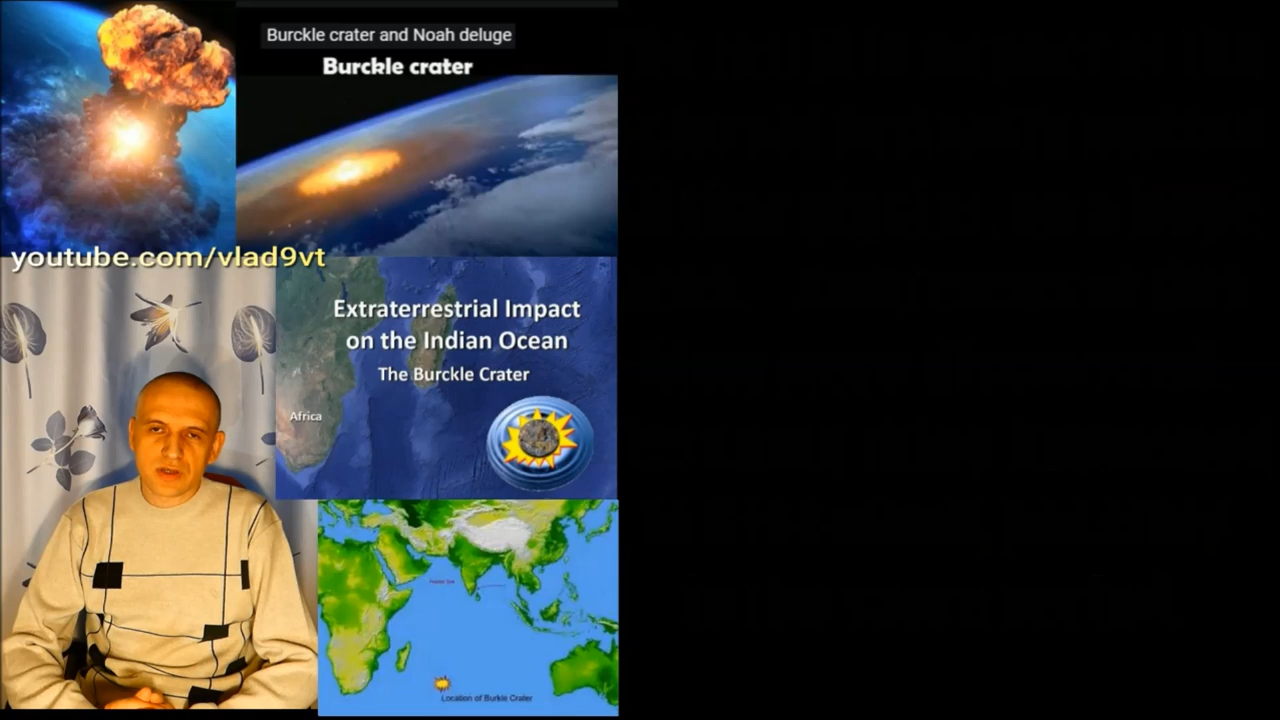 Burckle crater and Noah deluge
Burckle crater
youtube.com/vlad9vt
Extraterrestrial Impact
on the Indian Ocean
The Burckle Crater
Africa
Location of Burkle Crater